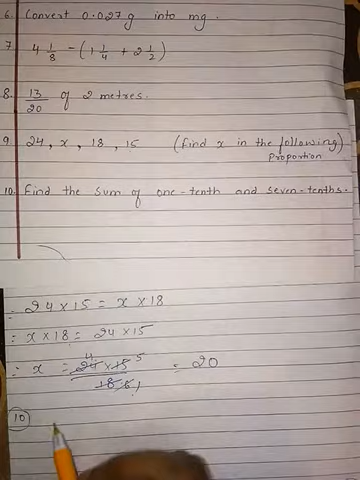 6. Convert 0.027 g into mg.
7. 4 1/8 - (1 1/4 + 2 1/2)
8. 13/20 of 2 metres.
9. 24, x, 18, 15 (Find x in the following Proportion)
10. Find the sum of one-tenth and seven-tenths.
= 24 × 15 = x × 18
= x × 18 = 24 × 15
∴ x = 24 × 15 / 18 = 20
10